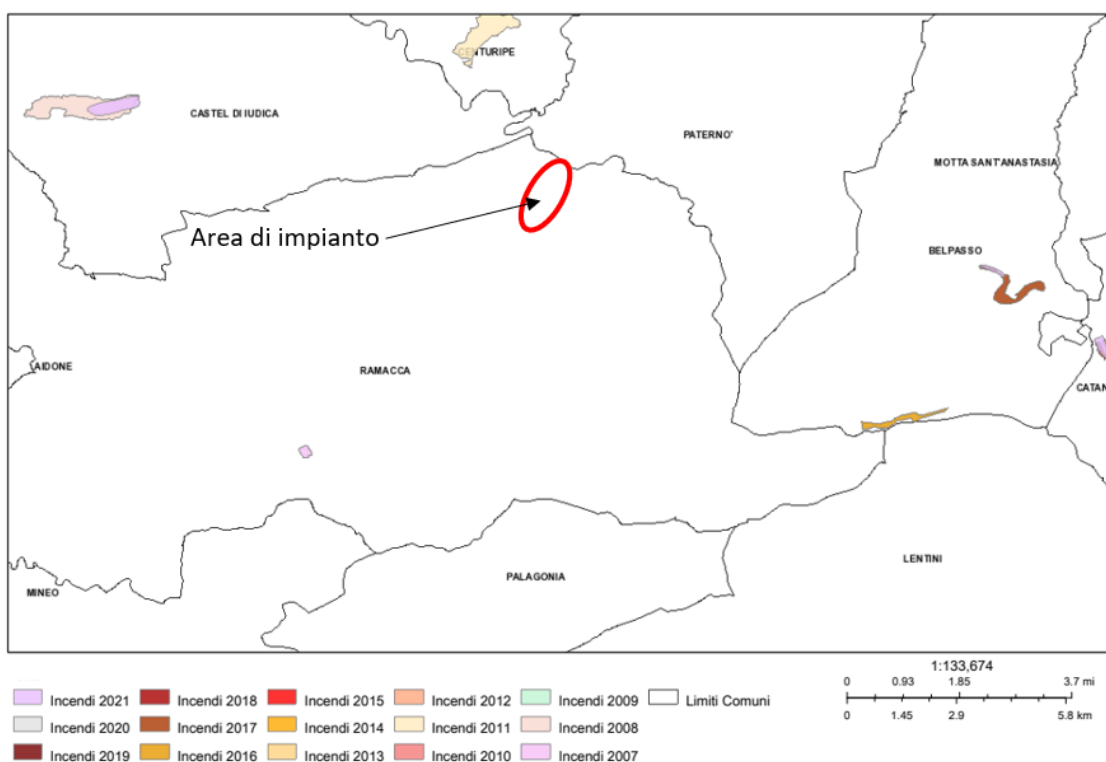 CENTURIPE
CASTEL DI IUDICA
PATERNO'
MOTTA SANT'ANASTASIA
Area di impianto
BELPASSO
AIDONE
RAMACCA
CATAN
LENTINI
PALAGONIA
MINEO
1:133,674
0 0.93 1.85 3.7 mi
0 1.45 2.9 5.8 km
Incendi 2021 Incendi 2018 Incendi 2015 Incendi 2012 Incendi 2009 Limiti Comuni
Incendi 2020 Incendi 2017 Incendi 2014 Incendi 2011 Incendi 2008
Incendi 2019 Incendi 2016 Incendi 2013 Incendi 2010 Incendi 2007